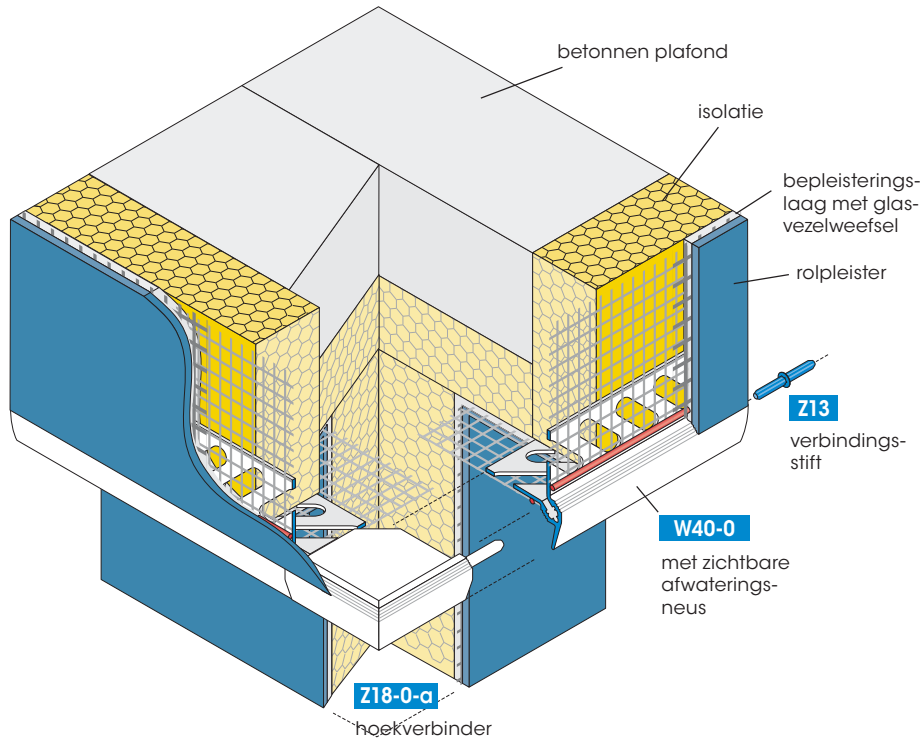 betonnen plafond
isolatie
bepleisterings-
laag met glas-
vezelweefsel
rolpleister
Z13
verbindings-
stift
W40-0
met zichtbare
afwaterings-
neus
Z18-0-a
hoekverbinder